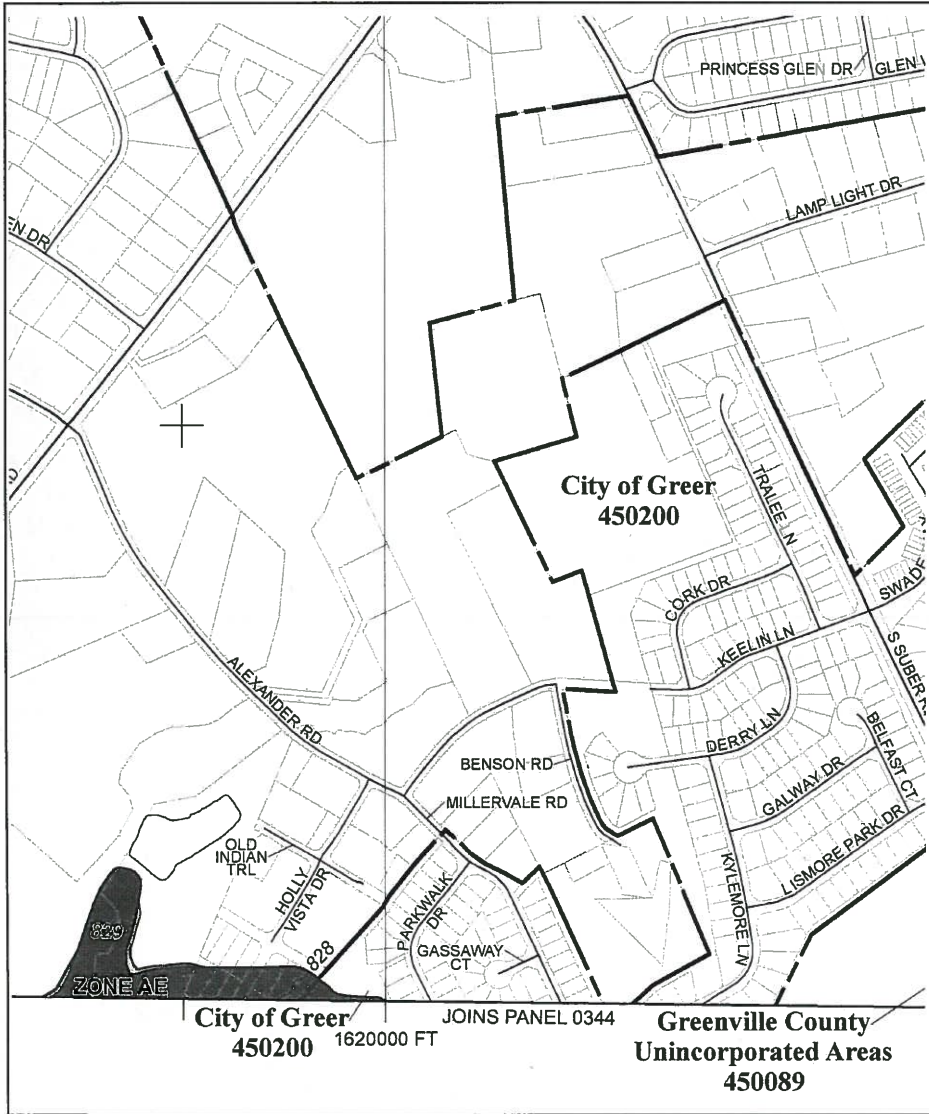 PRINCESS GLEN DR
GLEN
LAMP LIGHT DR
EN DR
City of Greer
450200
TRALEE LN
CORK DR
SWADE
KEELIN LN
S SUBER RD
ALEXANDER RD
DERRY LN
BELFAST CT
BENSON RD
GALWAY DR
MILLERVALE RD
LISMORE PARK DR
OLD
INDIAN
TRL
HOLLY
VISTA DR
KYLEMORE LN
PARKWALK
DR
GASSAWAY
CT
829
828
ZONE AE
City of Greer
450200
1620000 FT
JOINS PANEL 0344
Greenville County
Unincorporated Areas
450089